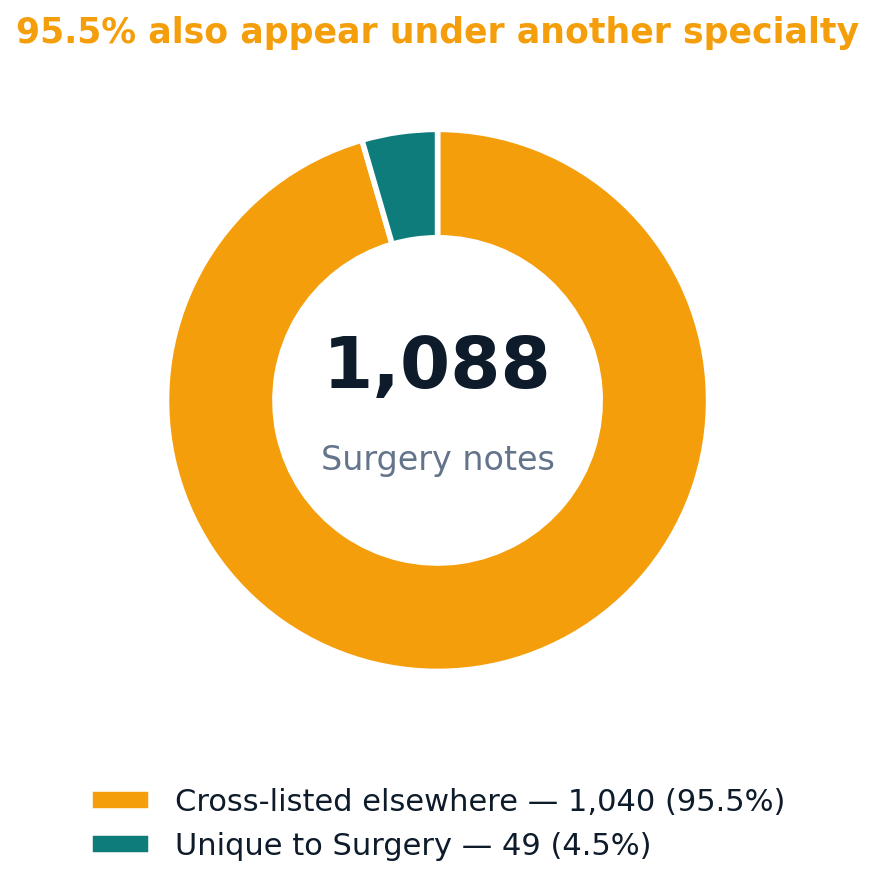 95.5% also appear under another specialty
1,088
Surgery notes
Cross-listed elsewhere — 1,040 (95.5%)
Unique to Surgery — 49 (4.5%)